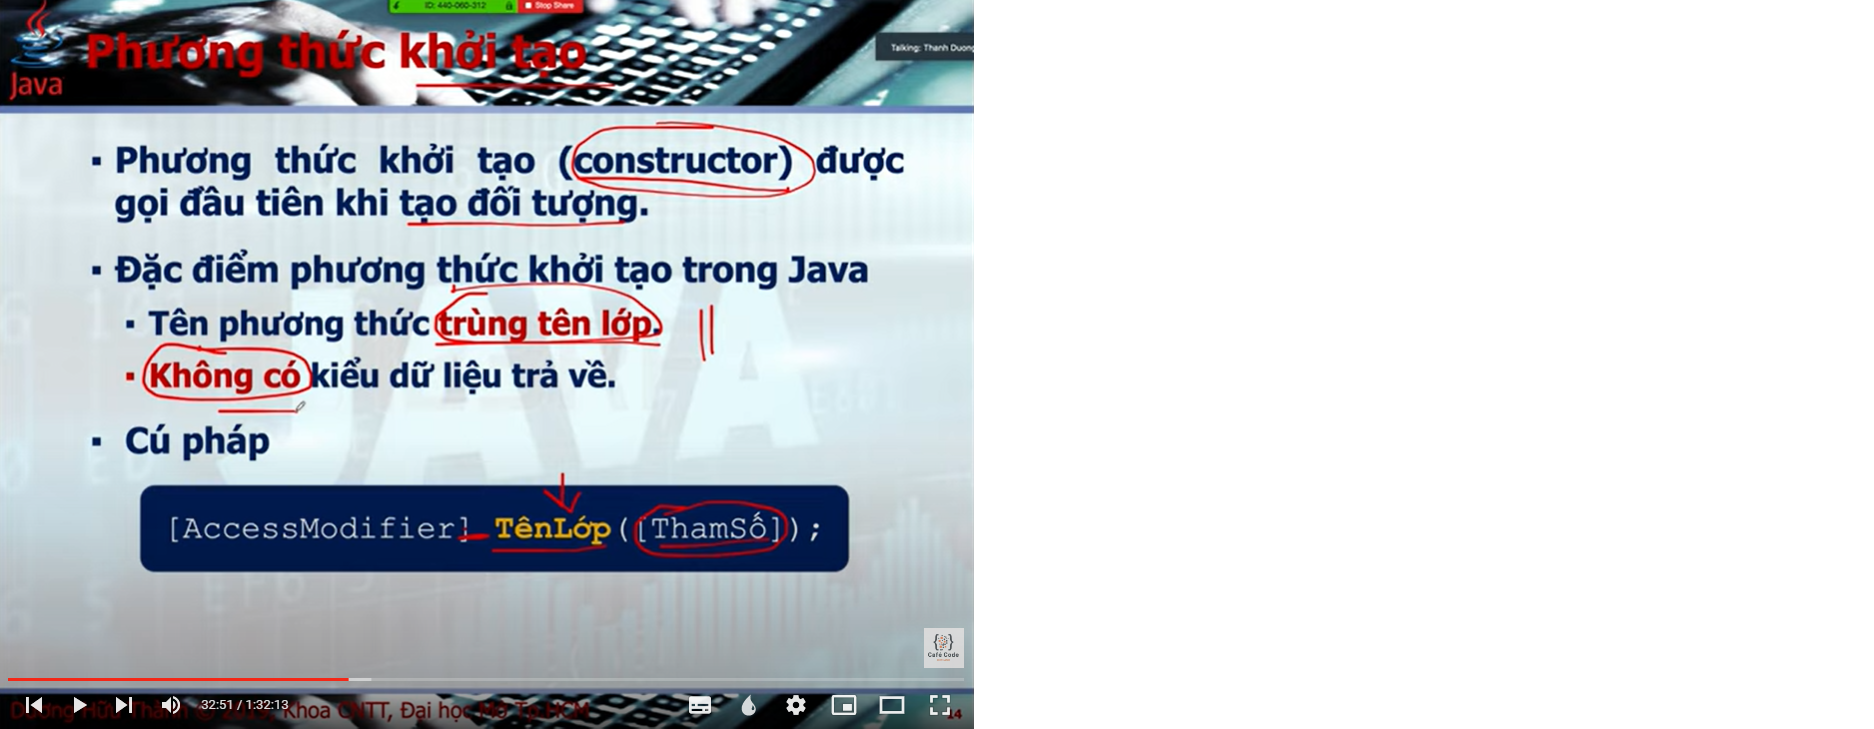 ID: 440-060-312 Stop Share
Phương thức khởi tạo
Talking: Thanh Duong
Java
▪ Phương thức khởi tạo (constructor) được
gọi đầu tiên khi tạo đối tượng.
▪ Đặc điểm phương thức khởi tạo trong Java
▪ Tên phương thức trùng tên lớp.
▪ Không có kiểu dữ liệu trả về.
▪ Cú pháp
[AccessModifier] TênLớp([ThamSố]);
Café Code
32:51 / 1:32:13
Dương Hữu Thành © Khoa CNTT, Đại học Mở Tp.HCM
14